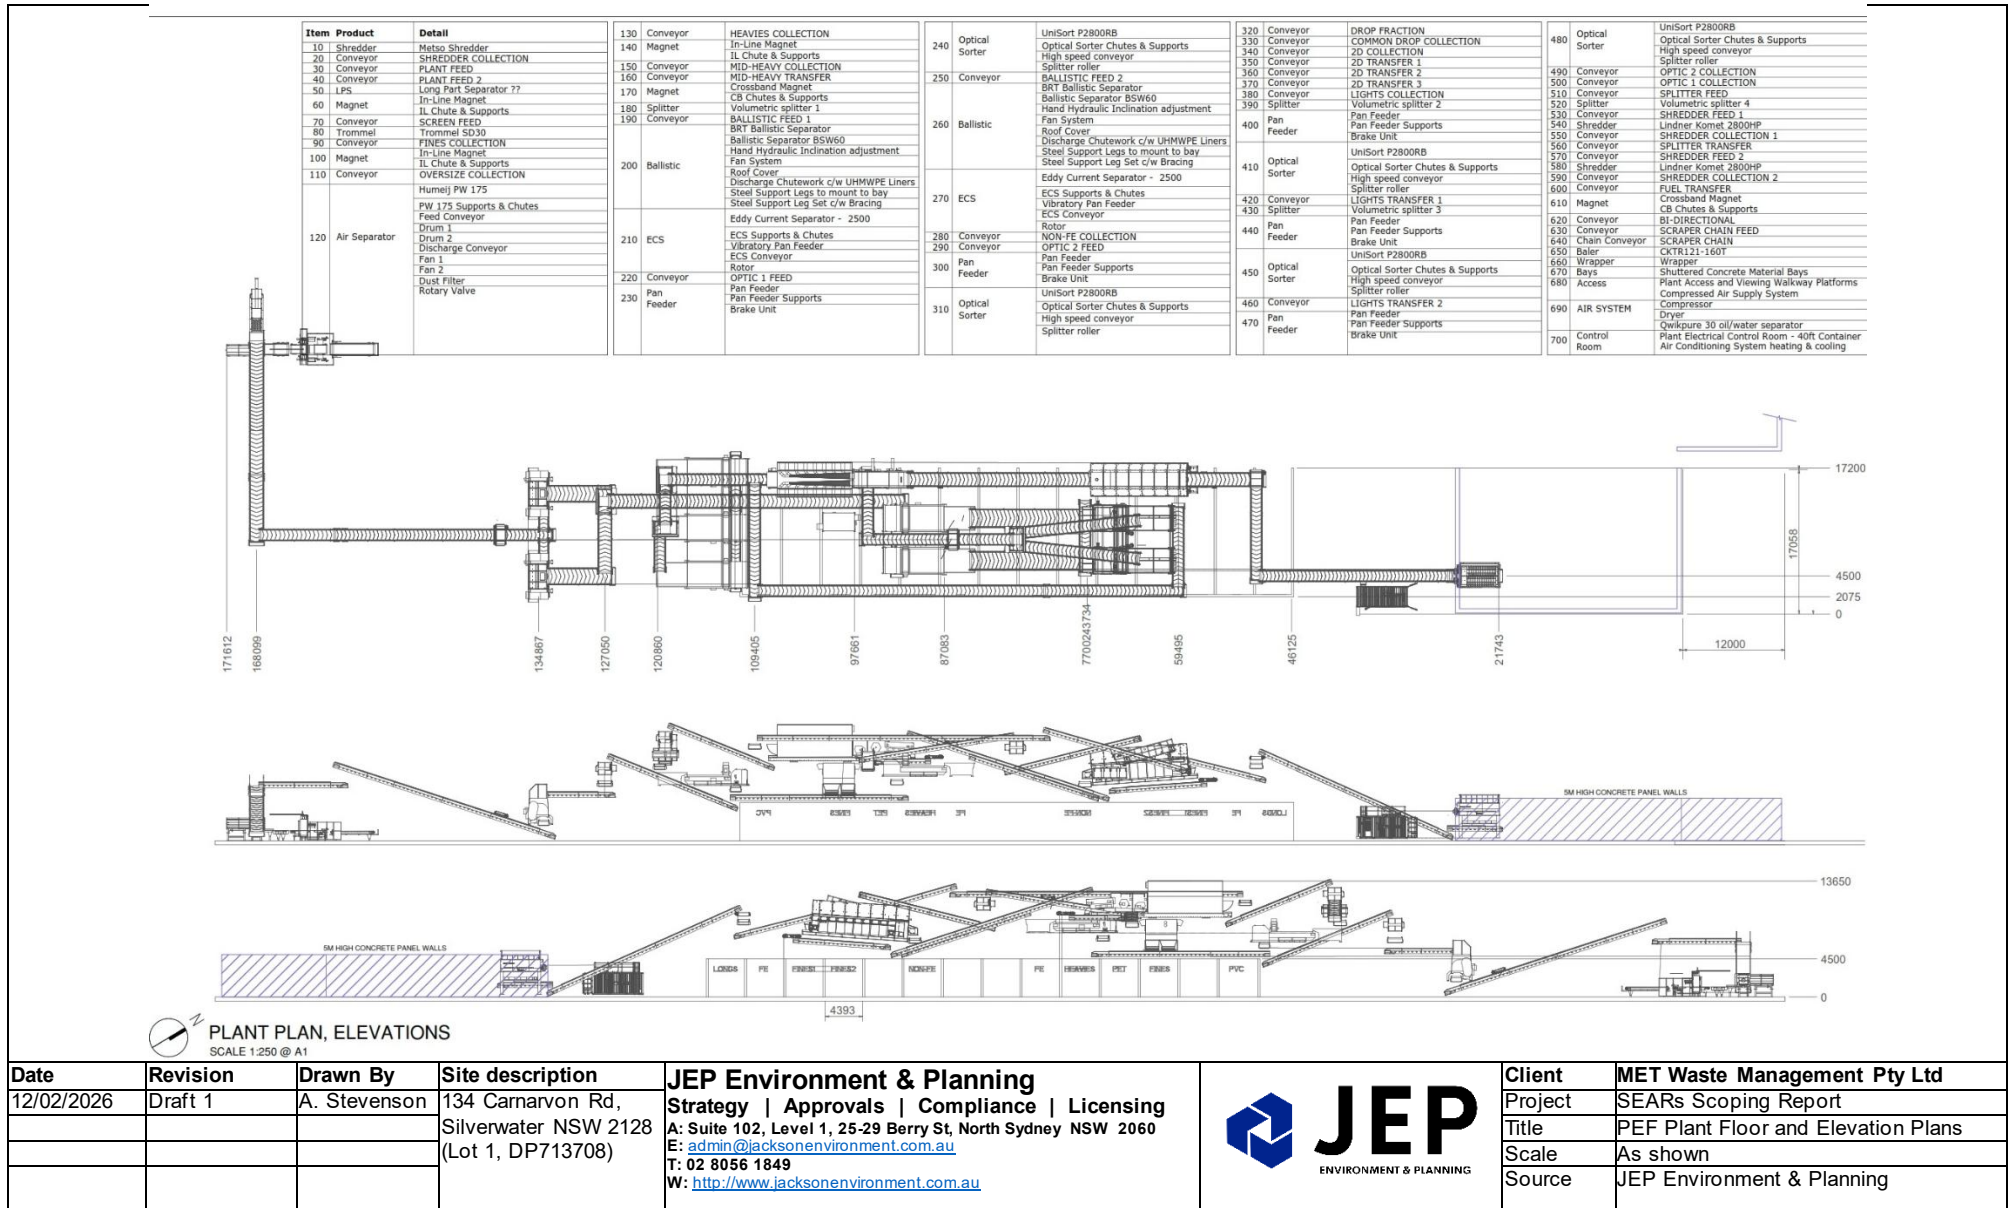 Item Product Detail
10 Shredder Metso Shredder
20 Conveyor SHREDDER COLLECTION
30 Conveyor PLANT FEED
40 Conveyor PLANT FEED 2
50 LPS Long Part Separator ??
60 Magnet In-Line Magnet
IL Chute & Supports
70 Conveyor SCREEN FEED
80 Trommel Trommel SD30
90 Conveyor FINES COLLECTION
100 Magnet In-Line Magnet
IL Chute & Supports
110 Conveyor OVERSIZE COLLECTION
120 Air Separator Humeij PW 175
PW 175 Supports & Chutes
Feed Conveyor
Drum 1
Drum 2
Discharge Conveyor
Fan 1
Fan 2
Dust Filter
Rotary Valve
130 Conveyor HEAVIES COLLECTION
140 Magnet In-Line Magnet
IL Chute & Supports
150 Conveyor MID-HEAVY COLLECTION
160 Conveyor MID-HEAVY TRANSFER
170 Magnet Crossband Magnet
CB Chutes & Supports
180 Splitter Volumetric splitter 1
190 Conveyor BALLISTIC FEED 1
200 Ballistic BRT Ballistic Separator
Ballistic Separator BSW60
Hand Hydraulic Inclination adjustment
Fan System
Roof Cover
Discharge Chutework c/w UHMWPE Liners
Steel Support Legs to mount to bay
Steel Support Leg Set c/w Bracing
210 ECS Eddy Current Separator - 2500
ECS Supports & Chutes
Vibratory Pan Feeder
ECS Conveyor
Rotor
220 Conveyor OPTIC 1 FEED
230 Pan Feeder Pan Feeder
Pan Feeder Supports
Brake Unit
240 Optical Sorter UniSort P2800RB
Optical Sorter Chutes & Supports
High speed conveyor
Splitter roller
250 Conveyor BALLISTIC FEED 2
260 Ballistic BRT Ballistic Separator
Ballistic Separator BSW60
Hand Hydraulic Inclination adjustment
Fan System
Roof Cover
Discharge Chutework c/w UHMWPE Liners
Steel Support Legs to mount to bay
Steel Support Leg Set c/w Bracing
270 ECS Eddy Current Separator - 2500
ECS Supports & Chutes
Vibratory Pan Feeder
ECS Conveyor
Rotor
280 Conveyor NON-FE COLLECTION
290 Conveyor OPTIC 2 FEED
300 Pan Feeder Pan Feeder
Pan Feeder Supports
Brake Unit
310 Optical Sorter UniSort P2800RB
Optical Sorter Chutes & Supports
High speed conveyor
Splitter roller
320 Conveyor DROP FRACTION
330 Conveyor COMMON DROP COLLECTION
340 Conveyor 2D COLLECTION
350 Conveyor 2D TRANSFER 1
360 Conveyor 2D TRANSFER 2
370 Conveyor 2D TRANSFER 3
380 Conveyor LIGHTS COLLECTION
390 Splitter Volumetric splitter 2
400 Pan Feeder Pan Feeder
Pan Feeder Supports
Brake Unit
410 Optical Sorter UniSort P2800RB
Optical Sorter Chutes & Supports
High speed conveyor
Splitter roller
420 Conveyor LIGHTS TRANSFER 1
430 Splitter Volumetric splitter 3
440 Pan Feeder Pan Feeder
Pan Feeder Supports
Brake Unit
450 Optical Sorter UniSort P2800RB
Optical Sorter Chutes & Supports
High speed conveyor
Splitter roller
460 Conveyor LIGHTS TRANSFER 2
470 Pan Feeder Pan Feeder
Pan Feeder Supports
Brake Unit
480 Optical Sorter UniSort P2800RB
Optical Sorter Chutes & Supports
High speed conveyor
Splitter roller
490 Conveyor OPTIC 2 COLLECTION
500 Conveyor OPTIC 1 COLLECTION
510 Conveyor SPLITTER FEED
520 Splitter Volumetric splitter 4
530 Conveyor SHREDDER FEED 1
540 Shredder Lindner Komet 2800HP
550 Conveyor SHREDDER COLLECTION 1
560 Conveyor SPLITTER TRANSFER
570 Conveyor SHREDDER FEED 2
580 Shredder Lindner Komet 2800HP
590 Conveyor SHREDDER COLLECTION 2
600 Conveyor FUEL TRANSFER
610 Magnet Crossband Magnet
CB Chutes & Supports
620 Conveyor BI-DIRECTIONAL
630 Conveyor SCRAPER CHAIN FEED
640 Chain Conveyor SCRAPER CHAIN
650 Baler CKTR121-160T
660 Wrapper Wrapper
670 Bays Shuttered Concrete Material Bays
680 Access Plant Access and Viewing Walkway Platforms
690 AIR SYSTEM Compressed Air Supply System
Compressor
Dryer
Qwikpure 30 oil/water separator
700 Control Room Plant Electrical Control Room - 40ft Container
Air Conditioning System heating & cooling
17200
17058
4500
2075
0
171612
168099
134867
127050
120860
109405
97661
87083
7700243734
59495
46125
21743
12000
5M HIGH CONCRETE PANEL WALLS
PVC FINES PET HEAVIES FE NON-FE FINES2 FINES1 FE LONGS
13650
5M HIGH CONCRETE PANEL WALLS
4500
LONGS FE FINES1 FINES2 NON-FE FE HEAVIES PET FINES PVC
0
4393
Z
PLANT PLAN, ELEVATIONS
SCALE 1:250 @ A1
Date Revision Drawn By Site description
12/02/2026 Draft 1 A. Stevenson 134 Carnarvon Rd,
Silverwater NSW 2128
(Lot 1, DP713708)
JEP Environment & Planning
Strategy | Approvals | Compliance | Licensing
A: Suite 102, Level 1, 25-29 Berry St, North Sydney NSW 2060
E: admin@jacksonenvironment.com.au
T: 02 8056 1849
W: http://www.jacksonenvironment.com.au
JEP
ENVIRONMENT & PLANNING
Client MET Waste Management Pty Ltd
Project SEARs Scoping Report
Title PEF Plant Floor and Elevation Plans
Scale As shown
Source JEP Environment & Planning